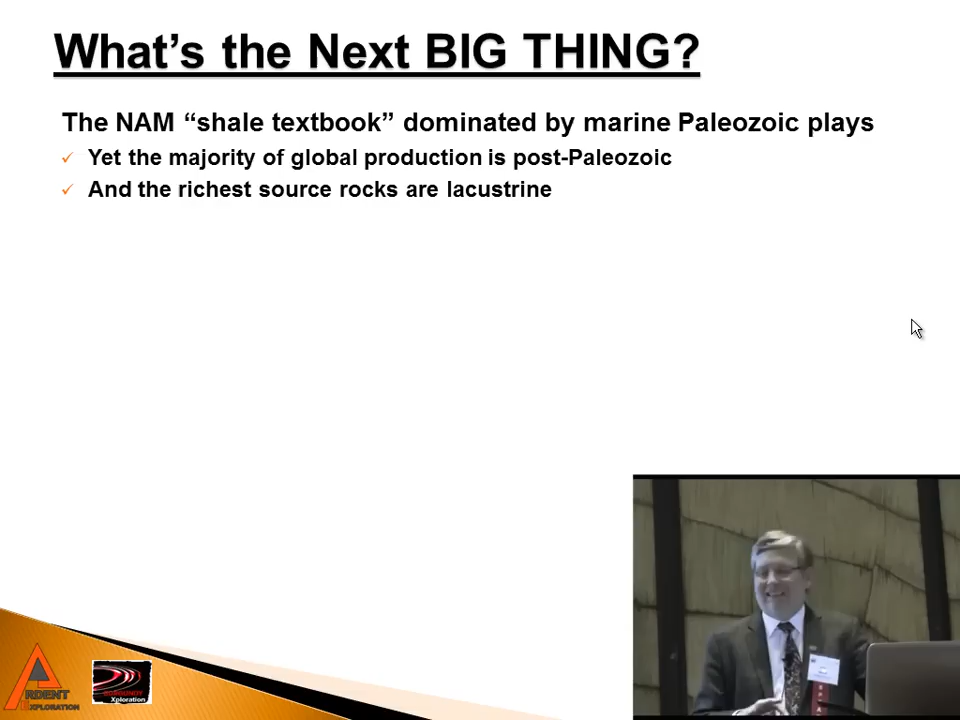 What’s the Next BIG THING?
The NAM “shale textbook” dominated by marine Paleozoic plays
Yet the majority of global production is post-Paleozoic
And the richest source rocks are lacustrine
ARDENT
EXPLORATION
Xploration